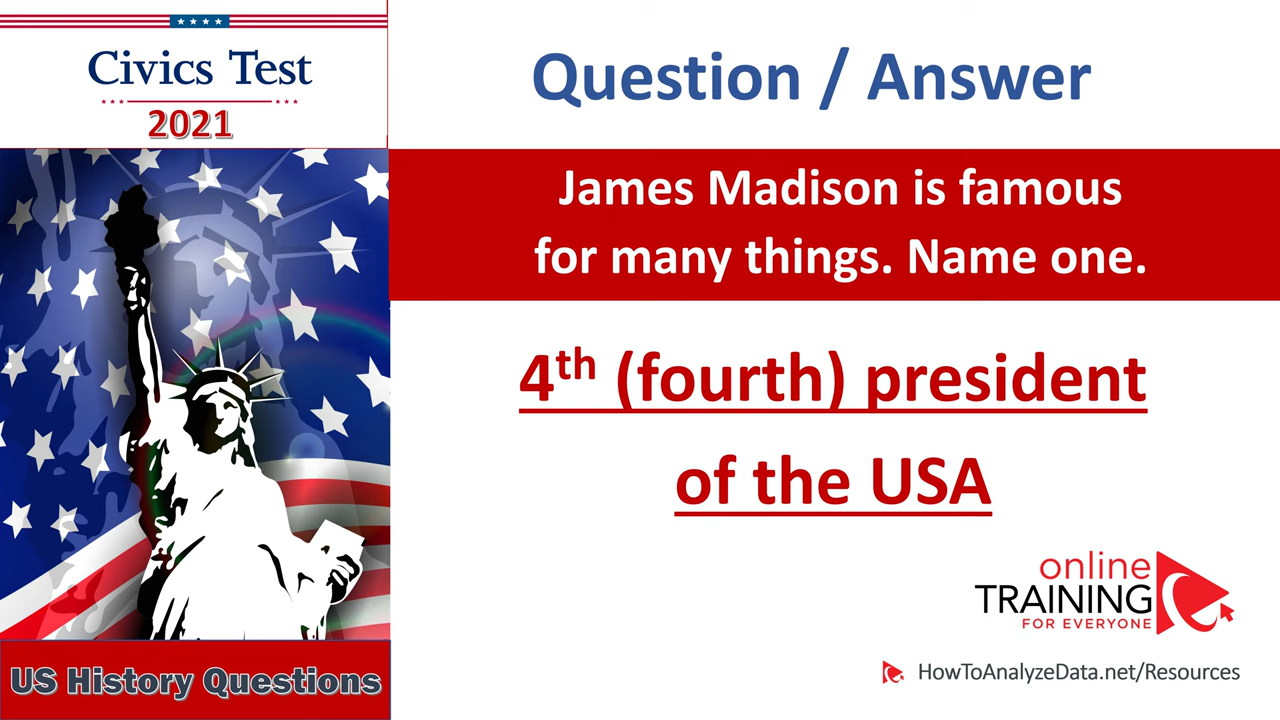 Civics Test
2021
Question / Answer
James Madison is famous
for many things. Name one.
4th (fourth) president
of the USA
online
TRAINING
FOR EVERYONE
HowToAnalyzeData.net/Resources
US History Questions